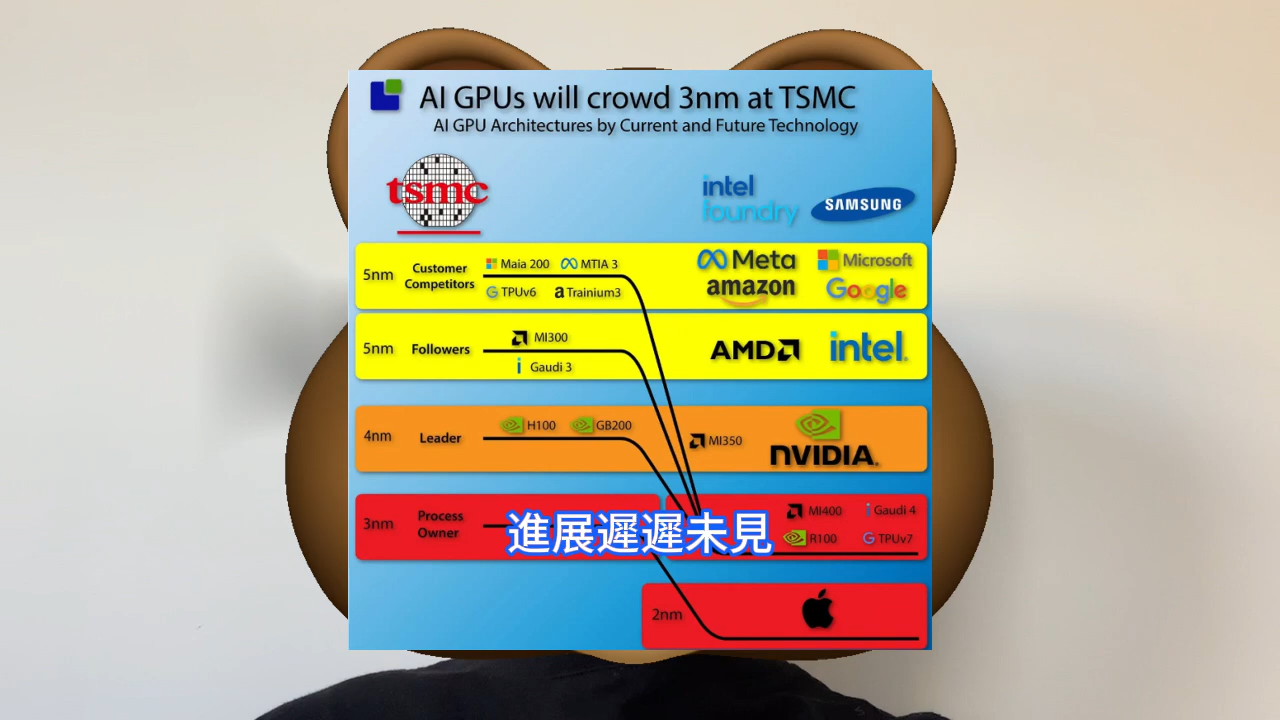 AI GPUs will crowd 3nm at TSMC
AI GPU Architectures by Current and Future Technology
tsmc
intel
foundry
SAMSUNG
5nm
Customer
Competitors
Maia 200
MTIA 3
TPUv6
Trainium3
Meta
Microsoft
amazon
Google
5nm
Followers
MI300
Gaudi 3
AMD
intel
4nm
Leader
H100
GB200
MI350
NVIDIA
3nm
Process
Owner
MI400
Gaudi 4
R100
TPUv7
進展遲遲未見
2nm